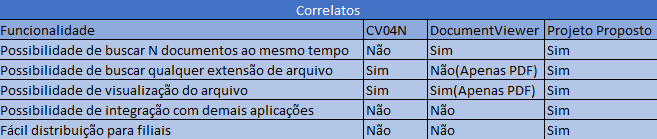 Correlatos
Funcionalidade CV04N DocumentViewer Projeto Proposto
Possibilidade de buscar N documentos ao mesmo tempo Não Sim Sim
Possibilidade de buscar qualquer extensão de arquivo Sim Não(Apenas PDF) Sim
Possibilidade de visualização do arquivo Sim Sim(Apenas PDF) Sim
Possibilidade de integração com demais aplicações Não Não Sim
Fácil distribuição para filiais Não Não Sim